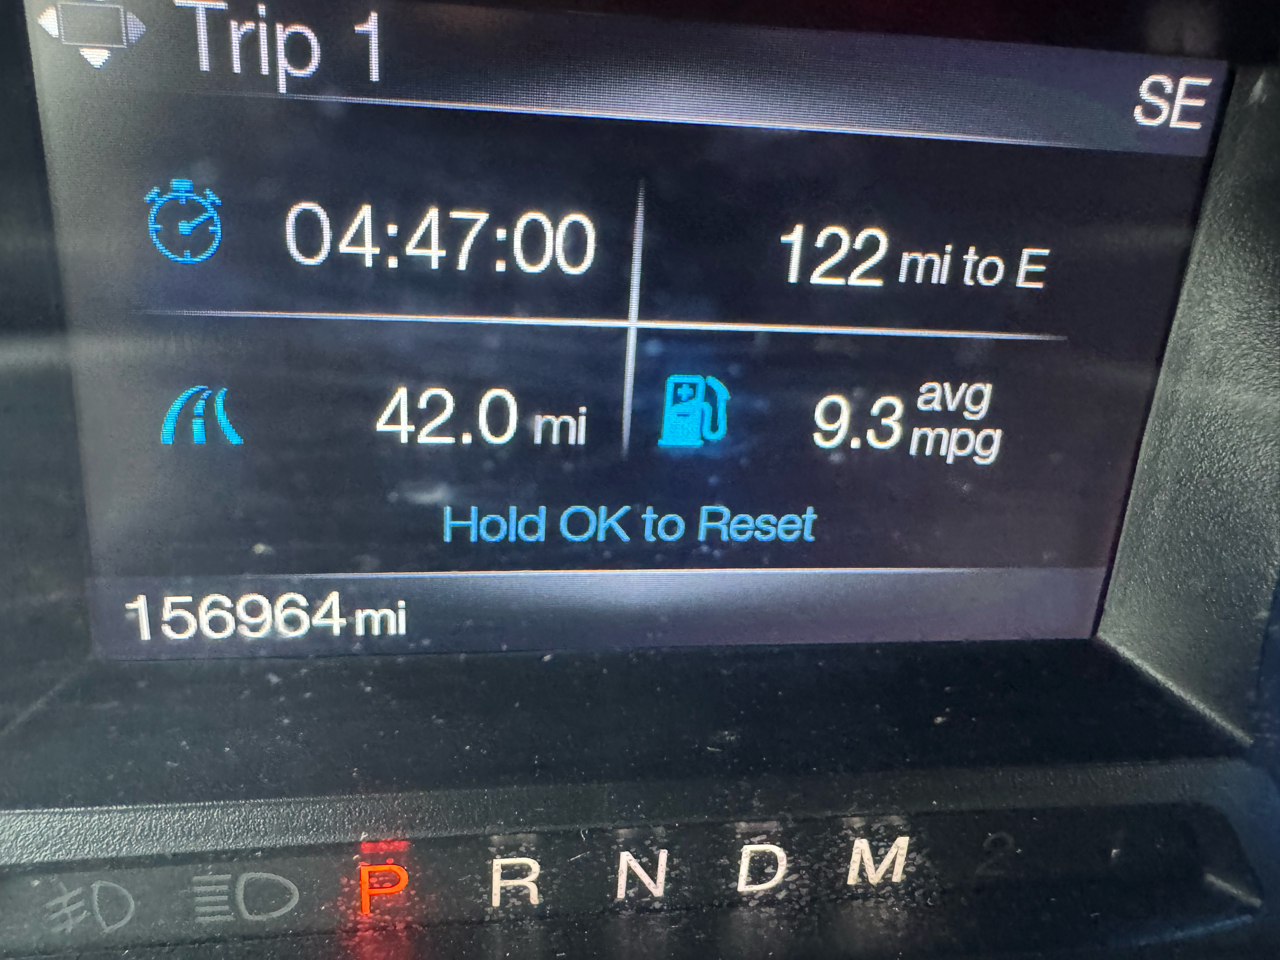 Trip 1
SE
04:47:00
122 mi to E
42.0 mi
9.3 avg mpg
Hold OK to Reset
156964 mi
P R N D M 2